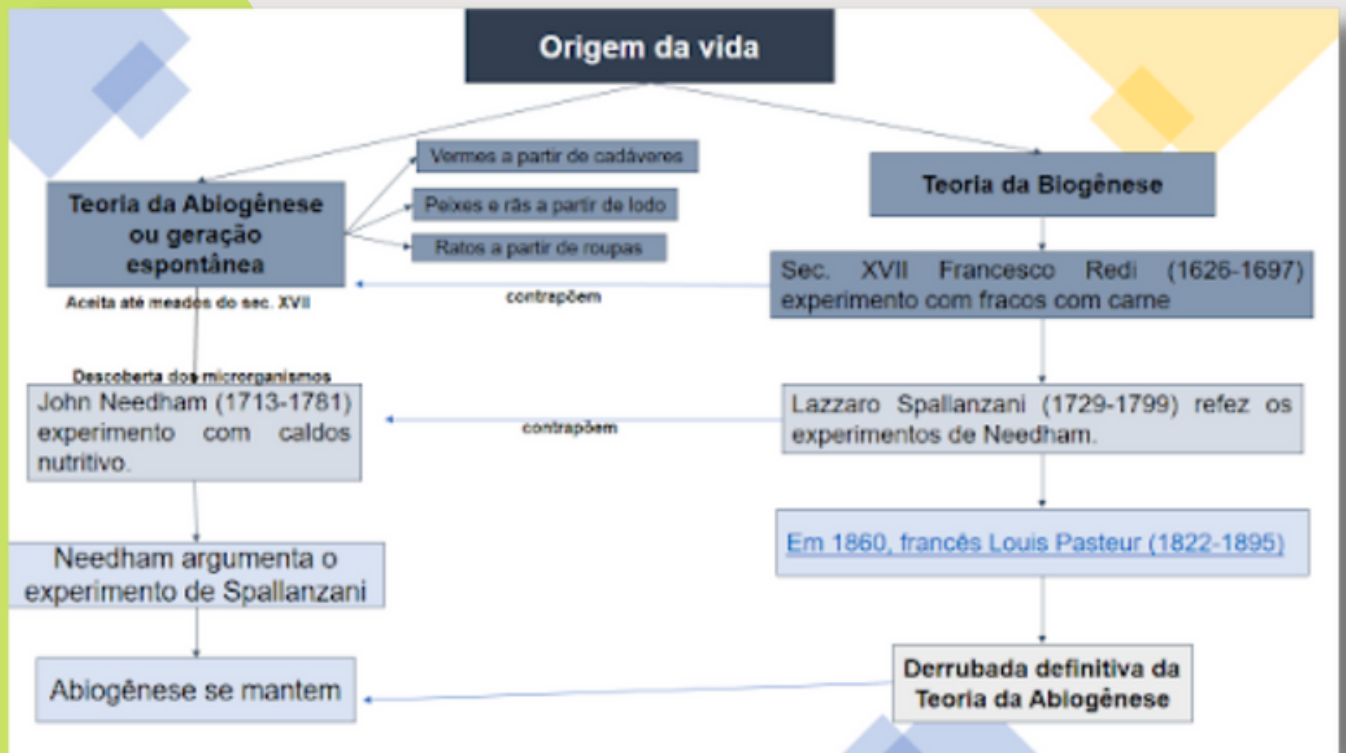 Origem da vida
Vermes a partir de cadáveres
Peixes e rãs a partir de lodo
Ratos a partir de roupas
Teoria da Abiogênese
ou geração
espontânea
Aceita até meados do sec. XVII
Teoria da Biogênese
Sec. XVII Francesco Redi (1626-1697)
experimento com fracos com carne
contrapõem
Descoberta dos microrganismos
John Needham (1713-1781)
experimento com caldos
nutritivo.
contrapõem
Lazzaro Spallanzani (1729-1799) refez os
experimentos de Needham.
Needham argumenta o
experimento de Spallanzani
Em 1860, francês Louis Pasteur (1822-1895)
Abiogênese se mantem
Derrubada definitiva da
Teoria da Abiogênese